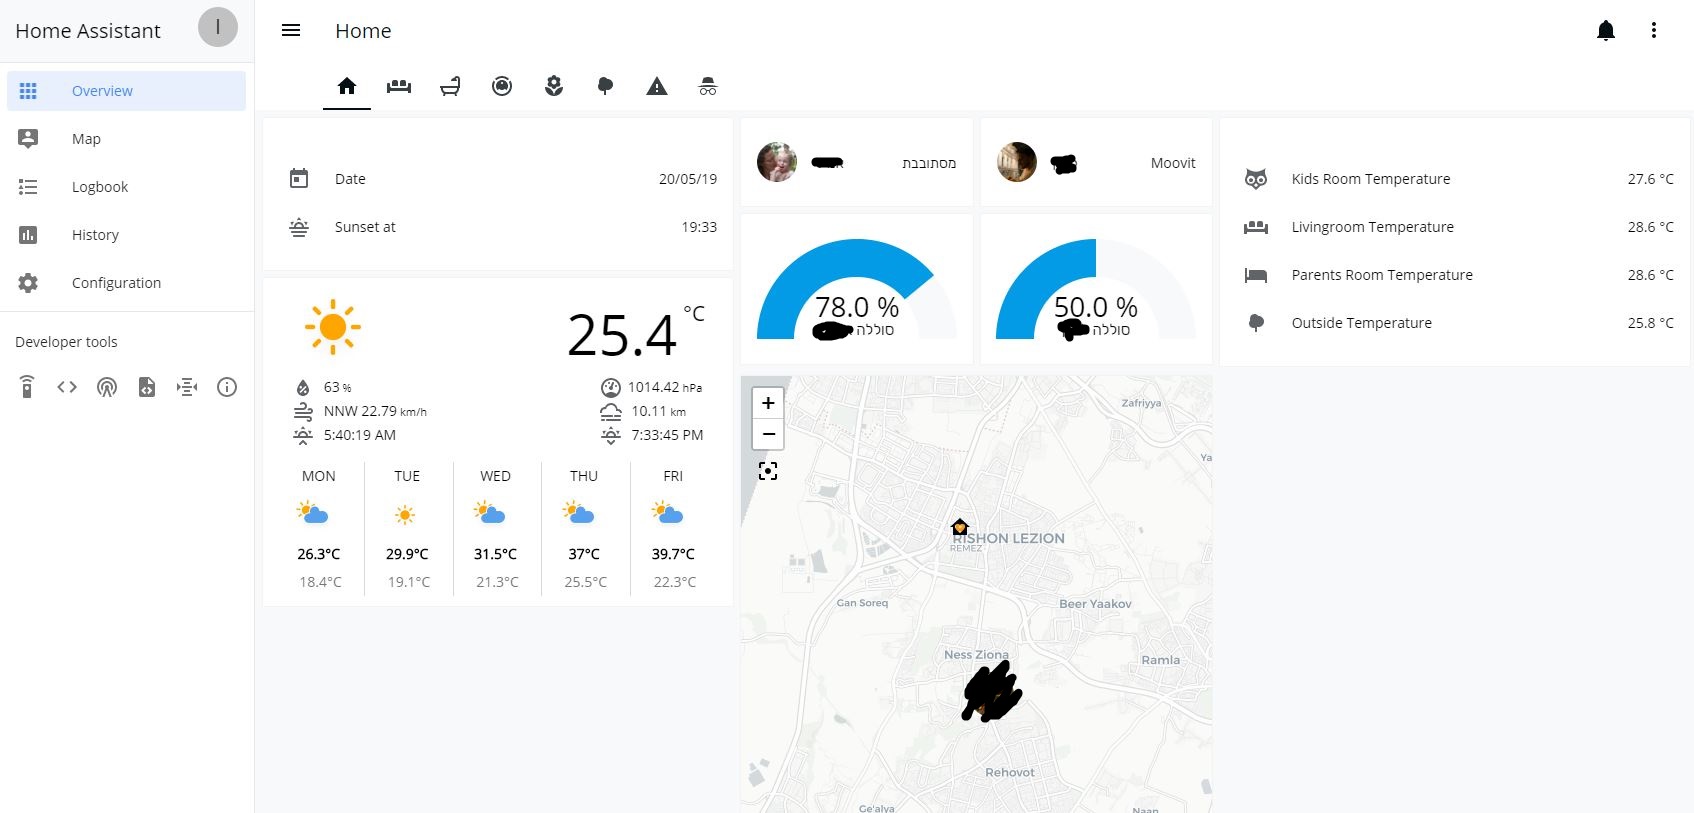 Home Assistant
I
Overview
Map
Logbook
History
Configuration
Developer tools
Home
Date 20/05/19
Sunset at 19:33
25.4 °C
63 % 1014.42 hPa
NNW 22.79 km/h 10.11 km
5:40:19 AM 7:33:45 PM
MON TUE WED THU FRI
26.3°C 29.9°C 31.5°C 37°C 39.7°C
18.4°C 19.1°C 21.3°C 25.5°C 22.3°C
מסתובבת
Moovit
78.0 %
סוללה
50.0 %
סוללה
+
−
Zafriyya
Ya
RISHON LEZION
REMEZ
Gan Soreq
Beer Yaakov
Ness Ziona
Ramla
Rehovot
Ge'alya
Naan
Kids Room Temperature 27.6 °C
Livingroom Temperature 28.6 °C
Parents Room Temperature 28.6 °C
Outside Temperature 25.8 °C